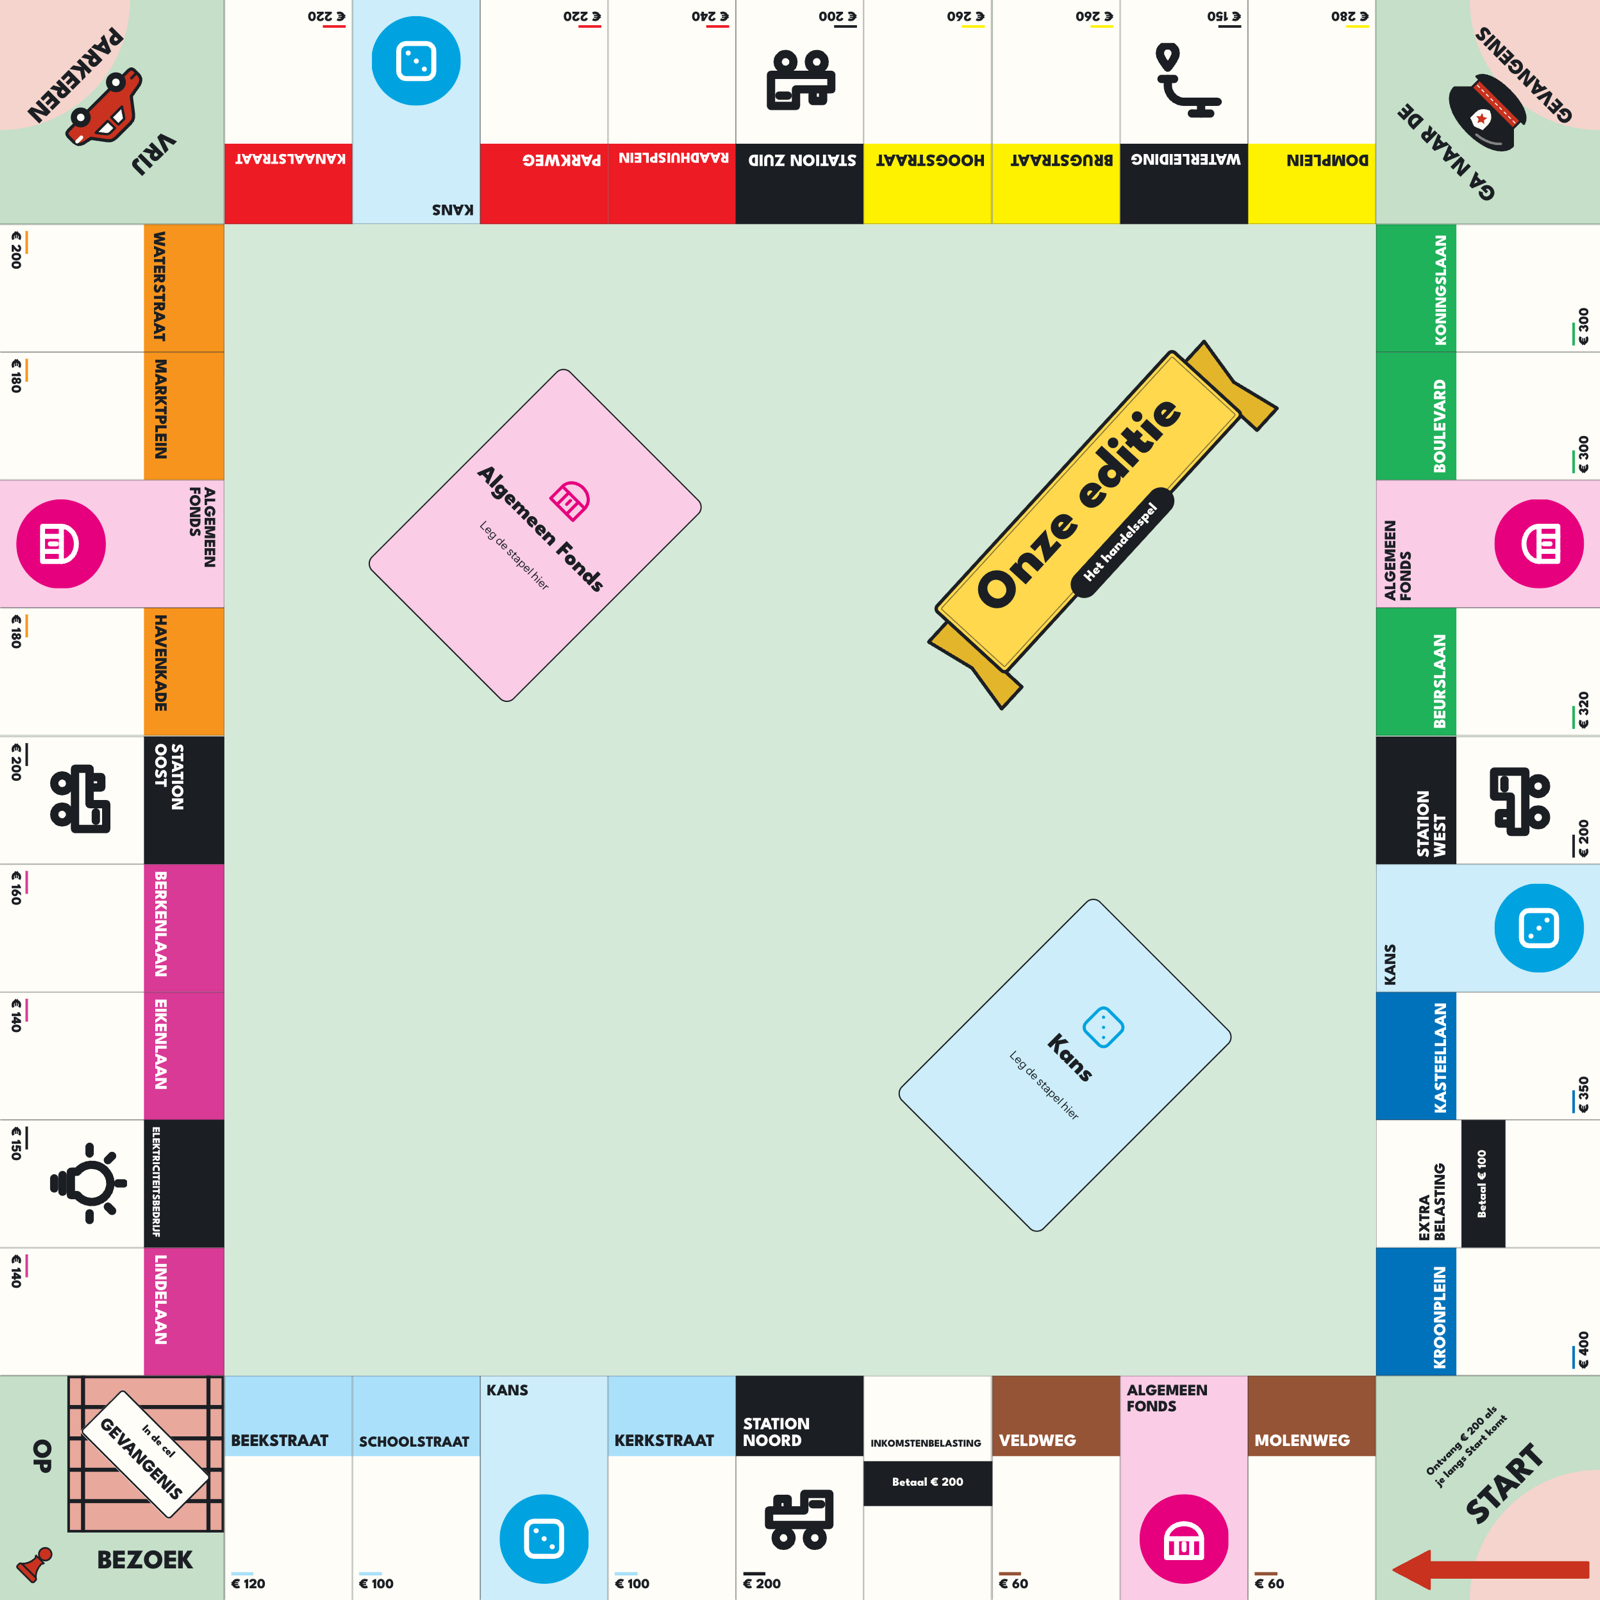 VRIJ
PARKEREN
€ 220
KANAALSTRAAT
KANS
€ 220
PARKWEG
€ 240
RAADHUISPLEIN
€ 200
STATION ZUID
€ 260
HOOGSTRAAT
€ 260
BRUGSTRAAT
€ 150
WATERLEIDING
€ 280
DOMPLEIN
GA NAAR DE
GEVANGENIS
€ 200
WATERSTRAAT
€ 180
MARKTPLEIN
ALGEMEEN
FONDS
€ 180
HAVENKADE
€ 200
STATION
OOST
€ 160
BERKENLAAN
€ 140
EIKENLAAN
€ 150
ELEKTRICITEITSBEDRIJF
€ 140
LINDELAAN
Algemeen Fonds
Leg de stapel hier
Onze editie
Het handelsspel
Kans
Leg de stapel hier
KONINGSLAAN
€ 300
BOULEVARD
€ 300
ALGEMEEN
FONDS
BEURSLAAN
€ 320
STATION
WEST
€ 200
KANS
KASTEELLAAN
€ 350
EXTRA
BELASTING
Betaal € 100
KROONPLEIN
€ 400
OP
BEZOEK
In de cel
GEVANGENIS
BEEKSTRAAT
€ 120
SCHOOLSTRAAT
€ 100
KANS
KERKSTRAAT
€ 100
STATION
NOORD
€ 200
INKOMSTENBELASTING
Betaal € 200
VELDWEG
€ 60
ALGEMEEN
FONDS
MOLENWEG
€ 60
Ontvang € 200 als
je langs Start komt
START